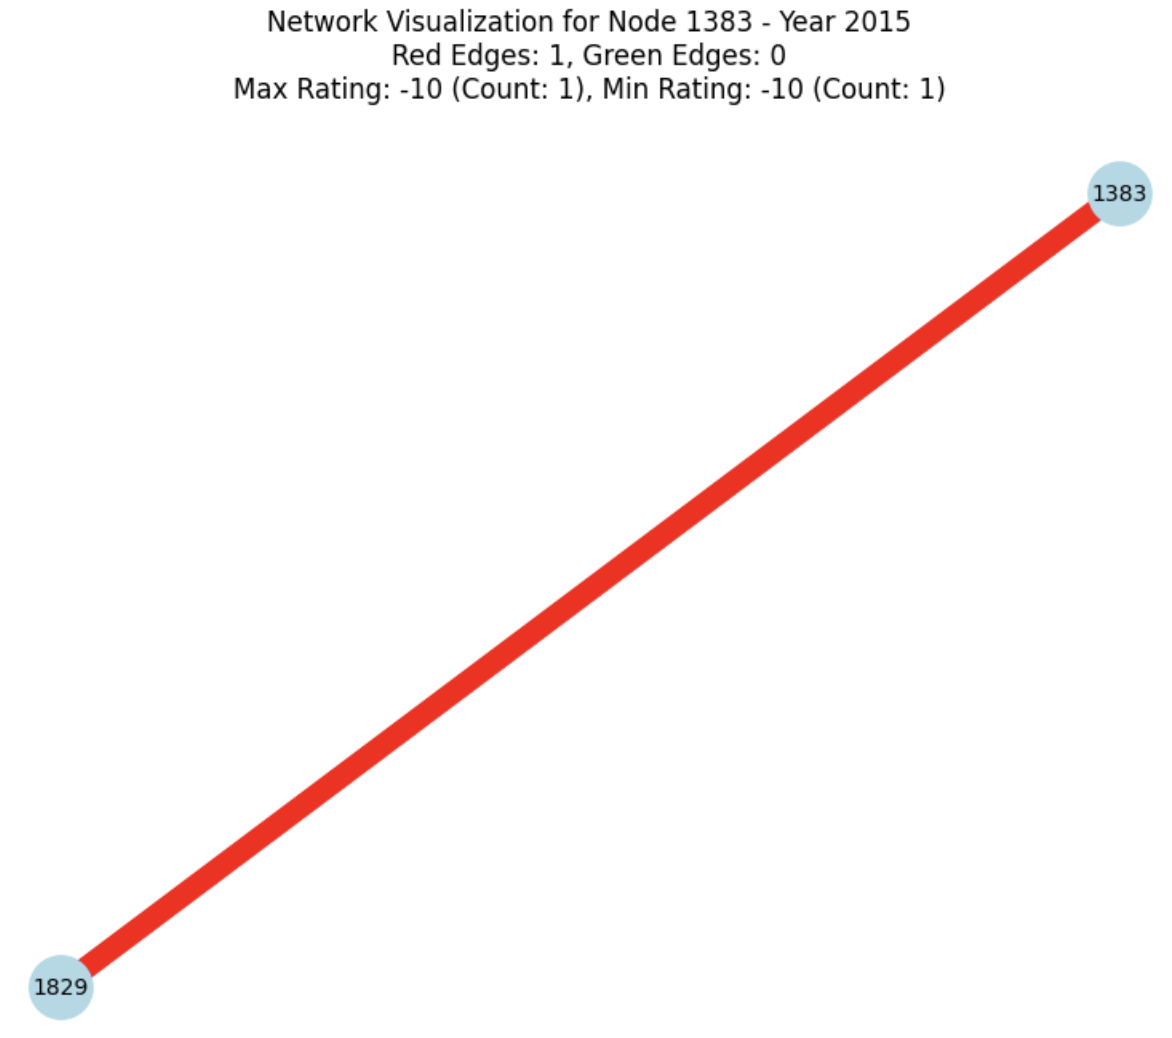 Network Visualization for Node 1383 - Year 2015
Red Edges: 1, Green Edges: 0
Max Rating: -10 (Count: 1), Min Rating: -10 (Count: 1)
1383
1829